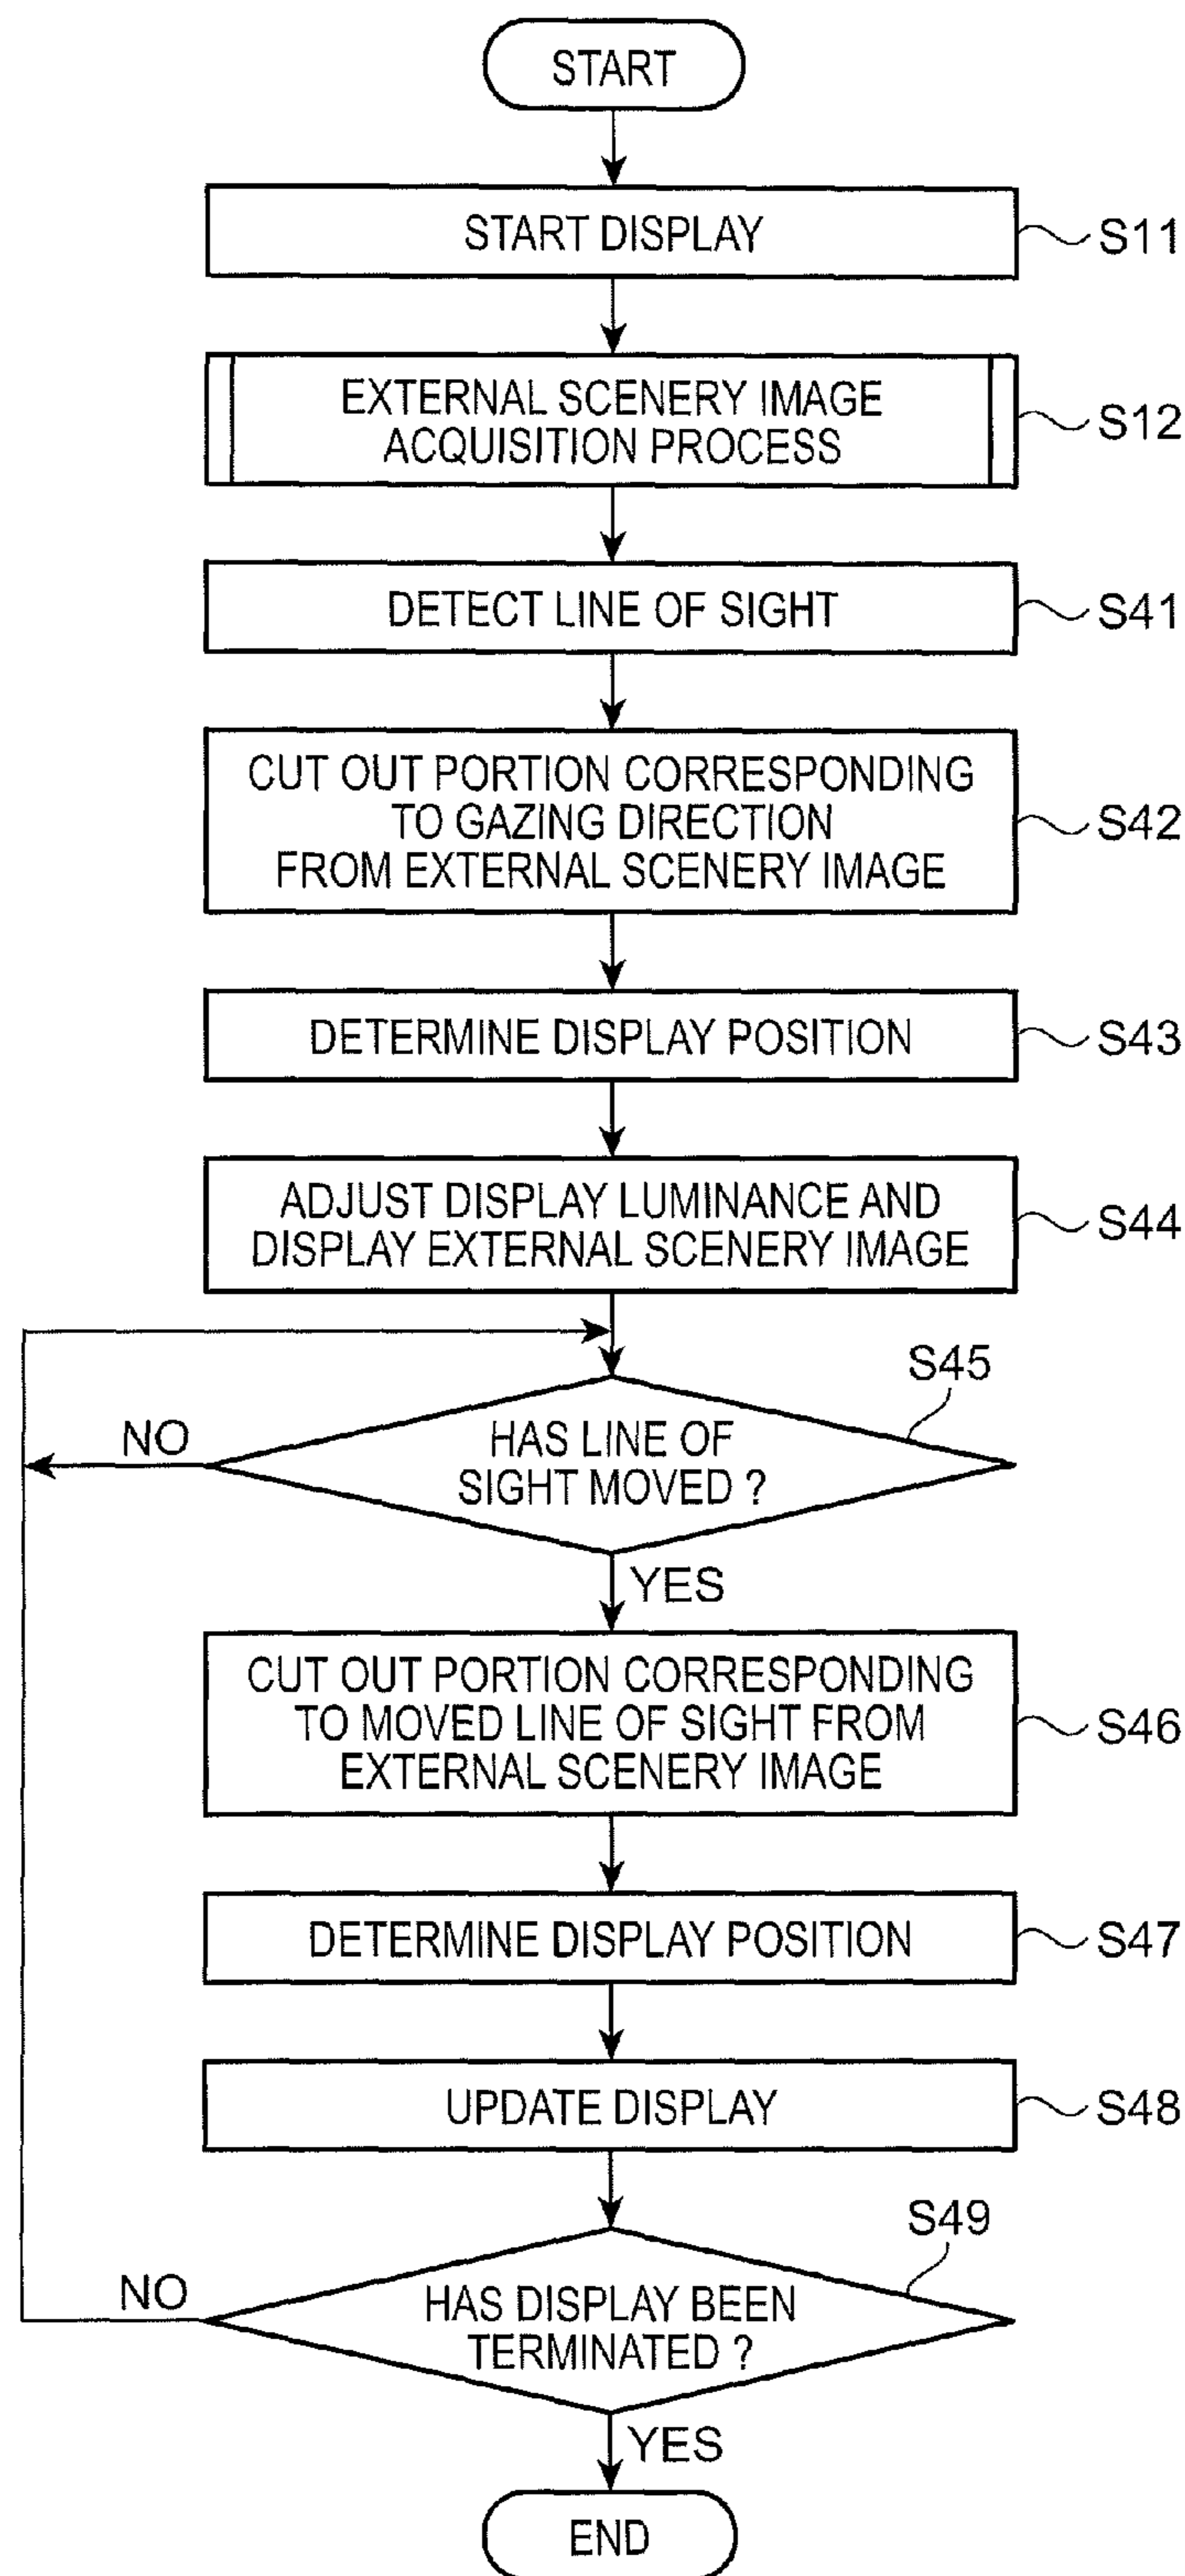 START
START DISPLAY
S11
EXTERNAL SCENERY IMAGE
ACQUISITION PROCESS
S12
DETECT LINE OF SIGHT
S41
CUT OUT PORTION CORRESPONDING
TO GAZING DIRECTION
FROM EXTERNAL SCENERY IMAGE
S42
DETERMINE DISPLAY POSITION
S43
ADJUST DISPLAY LUMINANCE AND
DISPLAY EXTERNAL SCENERY IMAGE
S44
S45
NO
HAS LINE OF
SIGHT MOVED ?
YES
CUT OUT PORTION CORRESPONDING
TO MOVED LINE OF SIGHT FROM
EXTERNAL SCENERY IMAGE
S46
DETERMINE DISPLAY POSITION
S47
UPDATE DISPLAY
S48
S49
NO
HAS DISPLAY BEEN
TERMINATED ?
YES
END